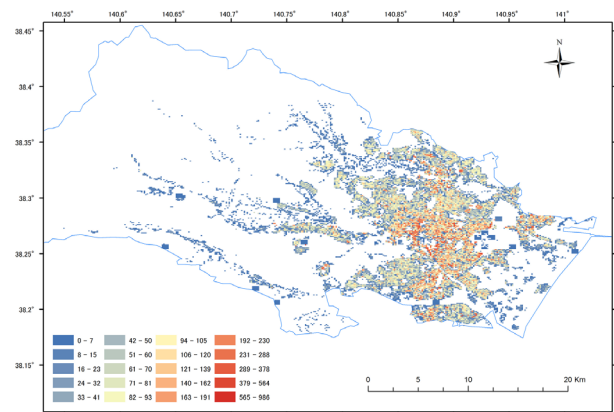 140.55° 140.6° 140.65° 140.7° 140.75° 140.8° 140.85° 140.9° 140.95° 141°
38.45°
N
38.4°
38.35°
38.3°
38.25°
38.2°
38.15°
0 - 7 42 - 50 94 - 105 192 - 230
8 - 15 51 - 60 106 - 120 231 - 288
16 - 23 61 - 70 121 - 139 289 - 378
24 - 32 71 - 81 140 - 162 379 - 564
33 - 41 82 - 93 163 - 191 565 - 986
0 5 10 20 Km